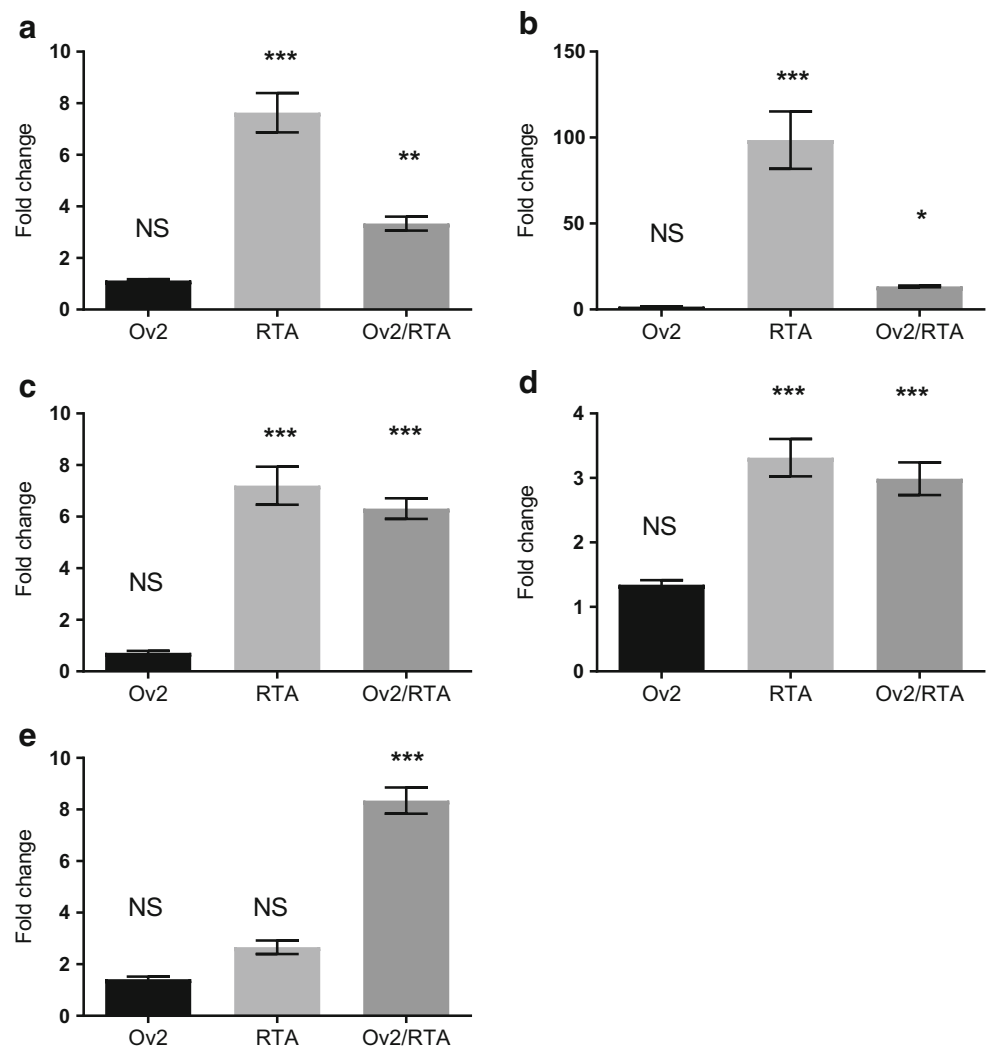 a
Fold change
10
8
6
4
2
0
NS
***
**
Ov2 RTA Ov2/RTA
b
Fold change
150
100
50
0
NS
***
*
Ov2 RTA Ov2/RTA
c
Fold change
10
8
6
4
2
0
NS
***
***
Ov2 RTA Ov2/RTA
d
Fold change
4
3
2
1
0
NS
***
***
Ov2 RTA Ov2/RTA
e
Fold change
10
8
6
4
2
0
NS
NS
***
Ov2 RTA Ov2/RTA